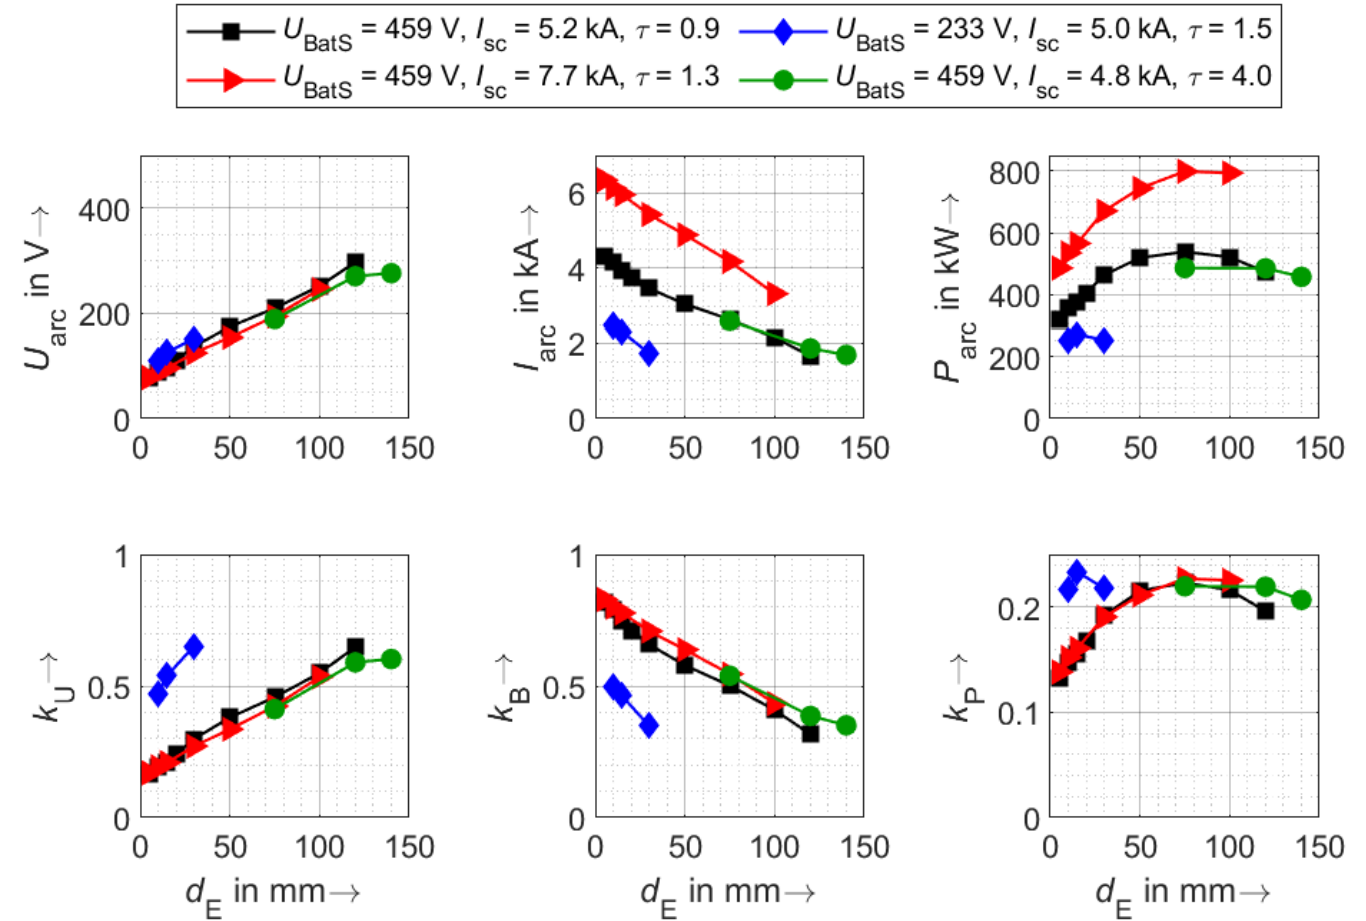 U_BatS = 459 V, I_sc = 5.2 kA, τ = 0.9
U_BatS = 233 V, I_sc = 5.0 kA, τ = 1.5
U_BatS = 459 V, I_sc = 7.7 kA, τ = 1.3
U_BatS = 459 V, I_sc = 4.8 kA, τ = 4.0
U_arc in V→
400
200
0
0 50 100 150
I_arc in kA→
6
4
2
0
0 50 100 150
P_arc in kW→
800
600
400
200
0
0 50 100 150
k_U→
1
0.5
0
0 50 100 150
d_E in mm→
k_B→
1
0.5
0
0 50 100 150
d_E in mm→
k_P→
0.2
0.1
0
0 50 100 150
d_E in mm→